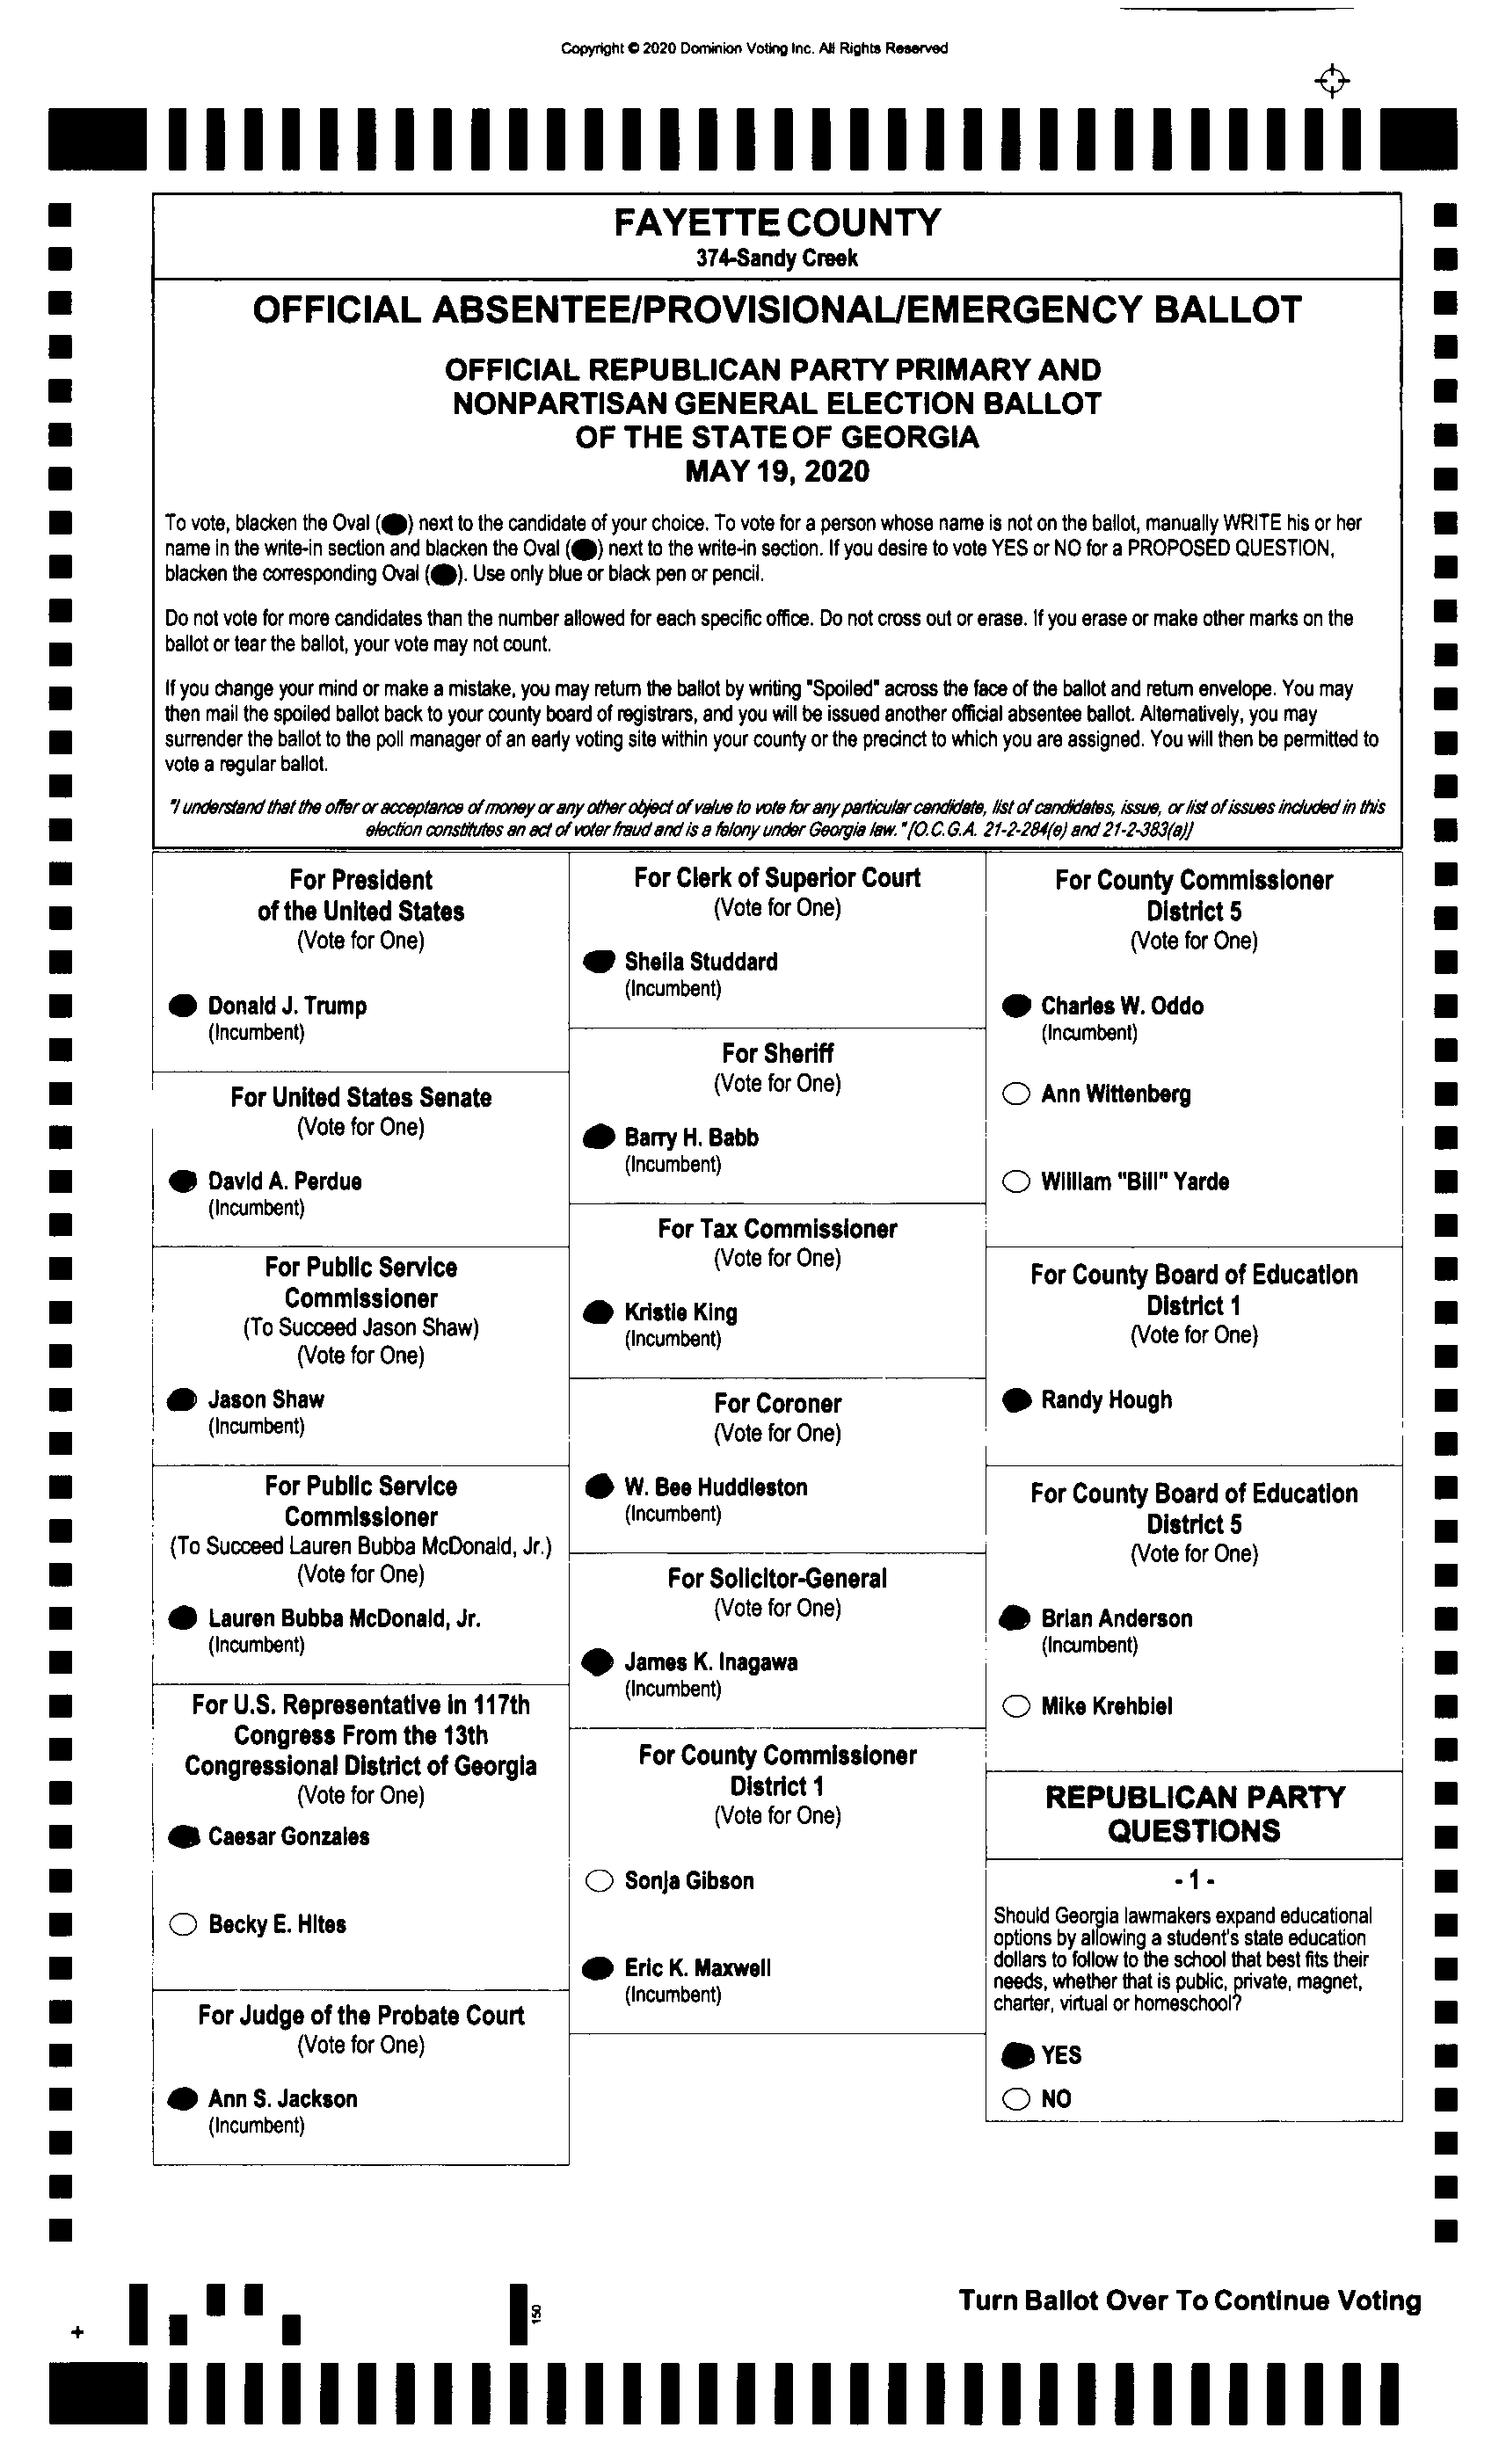 Copyright © 2020 Dominion Voting Inc. All Rights Reserved
FAYETTE COUNTY
374-Sandy Creek
OFFICIAL ABSENTEE/PROVISIONAL/EMERGENCY BALLOT
OFFICIAL REPUBLICAN PARTY PRIMARY AND
NONPARTISAN GENERAL ELECTION BALLOT
OF THE STATE OF GEORGIA
MAY 19, 2020
To vote, blacken the Oval (●) next to the candidate of your choice. To vote for a person whose name is not on the ballot, manually WRITE his or her
name in the write-in section and blacken the Oval (●) next to the write-in section. If you desire to vote YES or NO for a PROPOSED QUESTION,
blacken the corresponding Oval (●). Use only blue or black pen or pencil.
Do not vote for more candidates than the number allowed for each specific office. Do not cross out or erase. If you erase or make other marks on the
ballot or tear the ballot, your vote may not count.
If you change your mind or make a mistake, you may return the ballot by writing "Spoiled" across the face of the ballot and return envelope. You may
then mail the spoiled ballot back to your county board of registrars, and you will be issued another official absentee ballot. Alternatively, you may
surrender the ballot to the poll manager of an early voting site within your county or the precinct to which you are assigned. You will then be permitted to
vote a regular ballot.
"I understand that the offer or acceptance of money or any other object of value to vote for any particular candidate, list of candidates, issue, or list of issues included in this
election constitutes an act of voter fraud and is a felony under Georgia law." [O.C.G.A. 21-2-284(e) and 21-2-383(a)]
For President
of the United States
(Vote for One)
Donald J. Trump
(Incumbent)
For United States Senate
(Vote for One)
David A. Perdue
(Incumbent)
For Public Service
Commissioner
(To Succeed Jason Shaw)
(Vote for One)
Jason Shaw
(Incumbent)
For Public Service
Commissioner
(To Succeed Lauren Bubba McDonald, Jr.)
(Vote for One)
Lauren Bubba McDonald, Jr.
(Incumbent)
For U.S. Representative in 117th
Congress From the 13th
Congressional District of Georgia
(Vote for One)
Caesar Gonzales
Becky E. Hites
For Judge of the Probate Court
(Vote for One)
Ann S. Jackson
(Incumbent)
For Clerk of Superior Court
(Vote for One)
Sheila Studdard
(Incumbent)
For Sheriff
(Vote for One)
Barry H. Babb
(Incumbent)
For Tax Commissioner
(Vote for One)
Kristie King
(Incumbent)
For Coroner
(Vote for One)
W. Bee Huddleston
(Incumbent)
For Solicitor-General
(Vote for One)
James K. Inagawa
(Incumbent)
For County Commissioner
District 1
(Vote for One)
Sonja Gibson
Eric K. Maxwell
(Incumbent)
For County Commissioner
District 5
(Vote for One)
Charles W. Oddo
(Incumbent)
Ann Wittenberg
William "Bill" Yarde
For County Board of Education
District 1
(Vote for One)
Randy Hough
For County Board of Education
District 5
(Vote for One)
Brian Anderson
(Incumbent)
Mike Krehbiel
REPUBLICAN PARTY
QUESTIONS
- 1 -
Should Georgia lawmakers expand educational
options by allowing a student's state education
dollars to follow to the school that best fits their
needs, whether that is public, private, magnet,
charter, virtual or homeschool?
YES
NO
Turn Ballot Over To Continue Voting
150
+